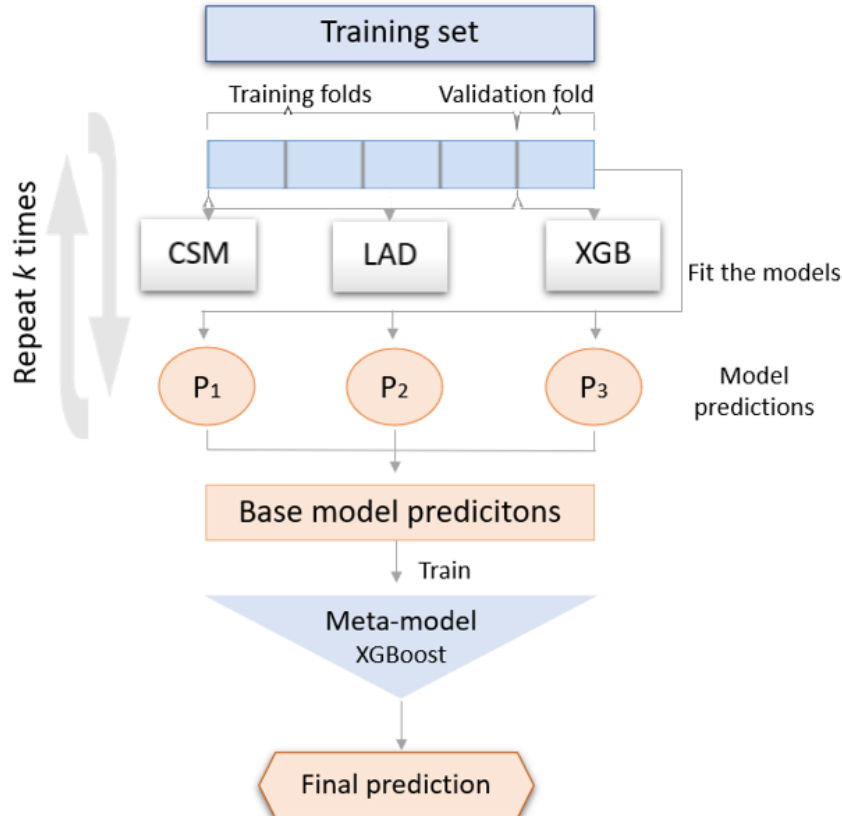 Training set
Training folds
Validation fold
Repeat k times
CSM
LAD
XGB
Fit the models
P1
P2
P3
Model
predictions
Base model predicitons
Train
Meta-model
XGBoost
Final prediction